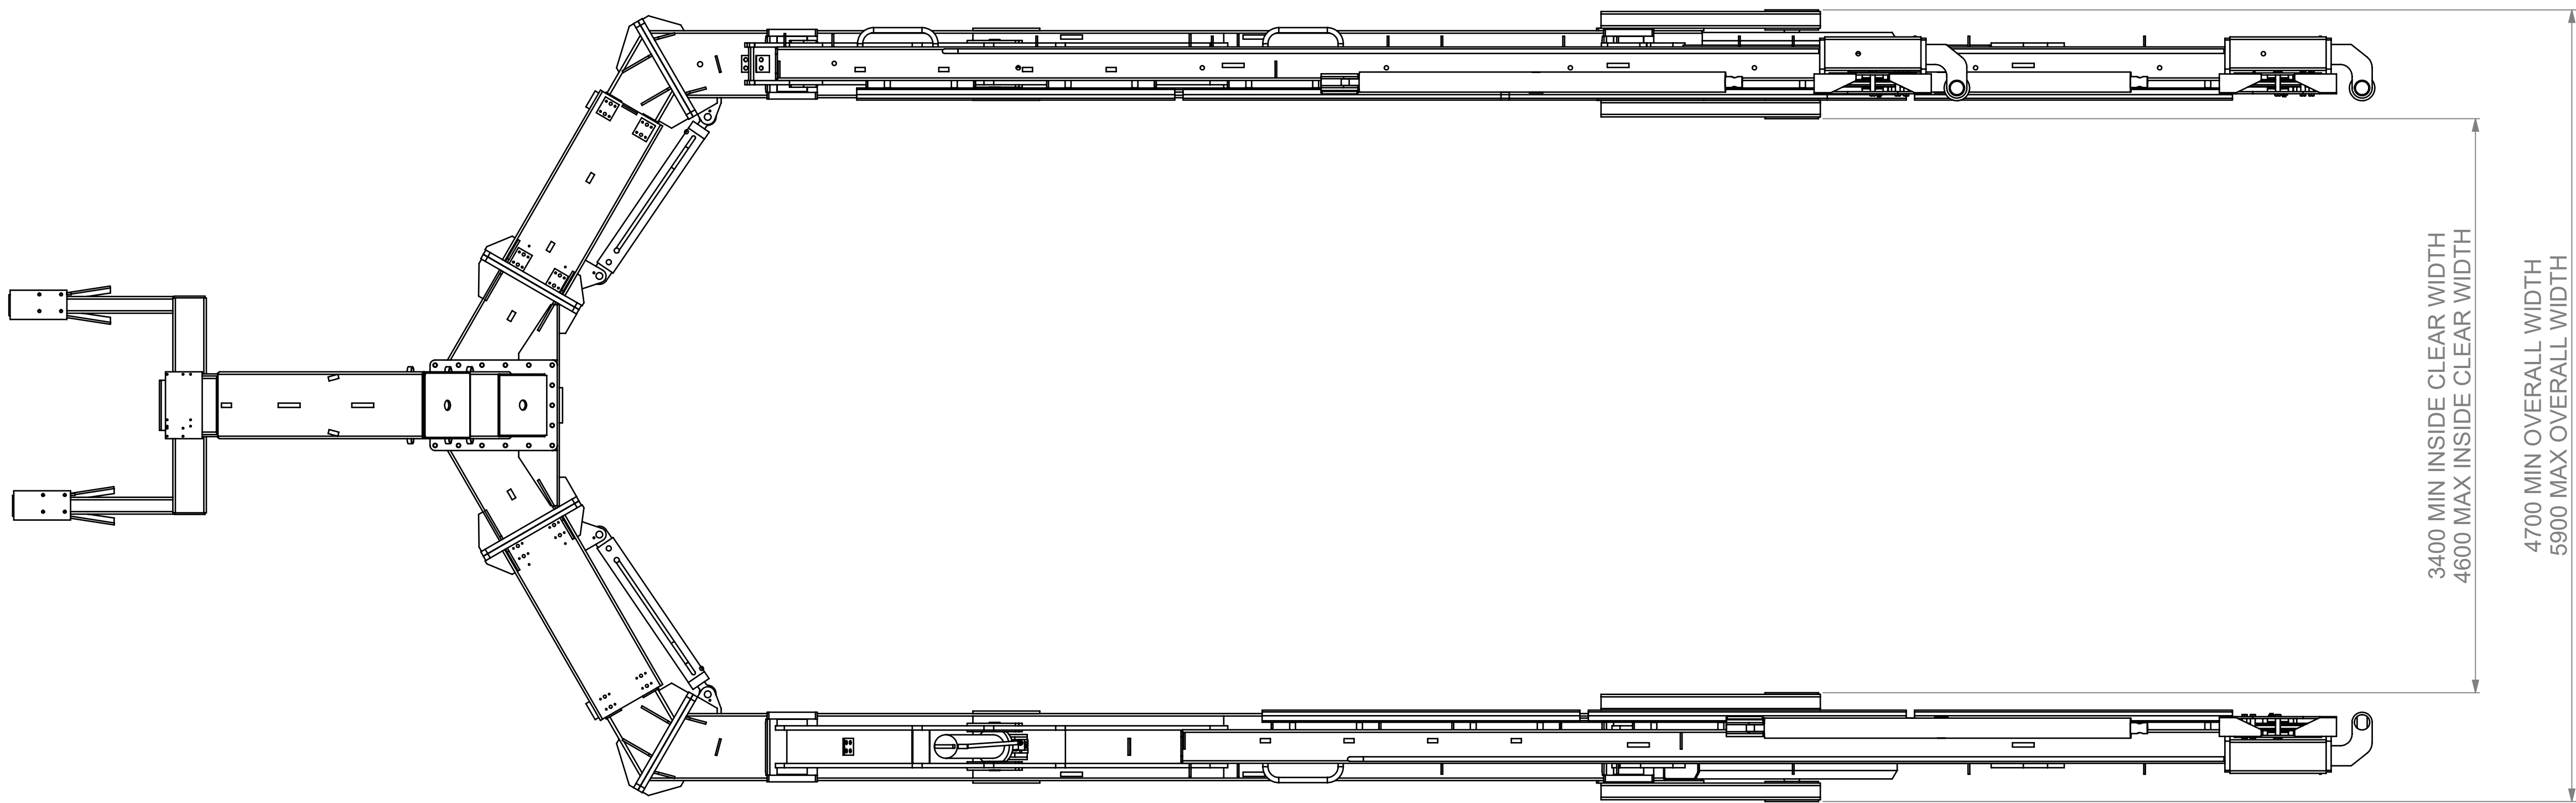 3400 MIN INSIDE CLEAR WIDTH
4600 MAX INSIDE CLEAR WIDTH
4700 MIN OVERALL WIDTH
5900 MAX OVERALL WIDTH